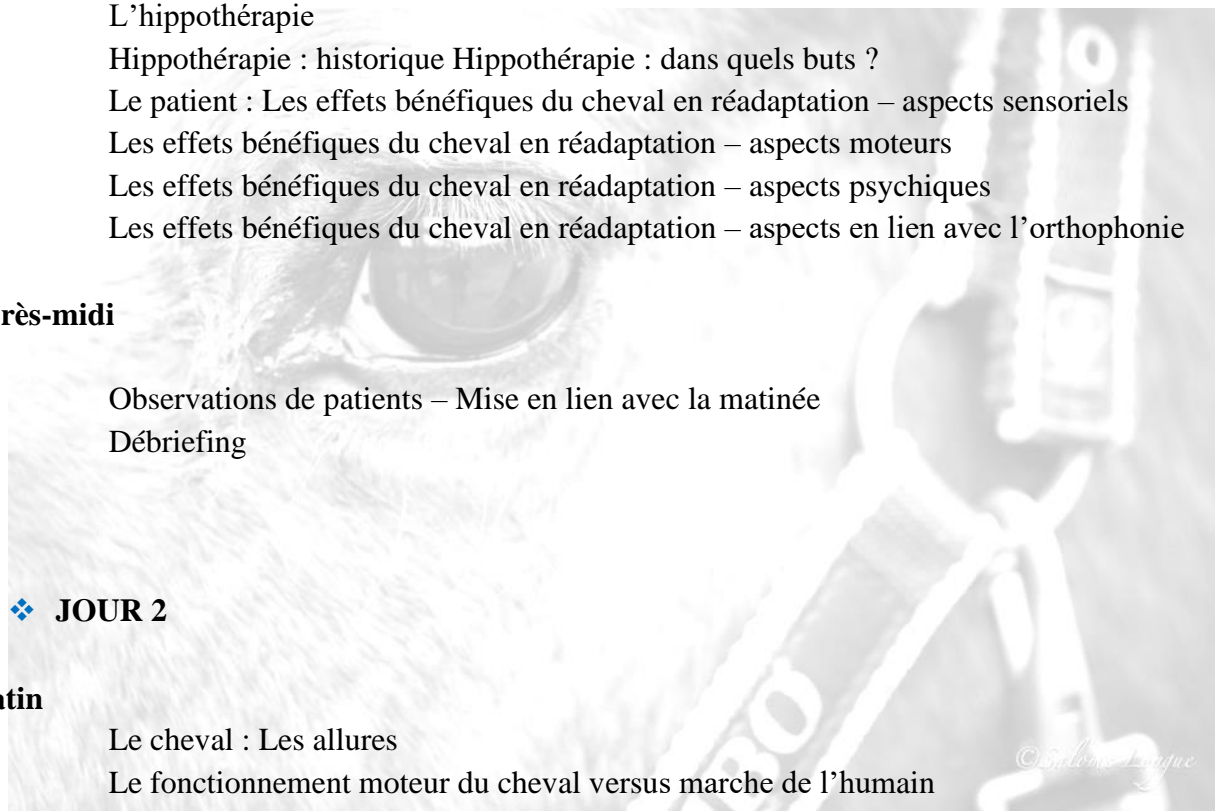 L’hippothérapie
Hippothérapie : historique Hippothérapie : dans quels buts ?
Le patient : Les effets bénéfiques du cheval en réadaptation – aspects sensoriels
Les effets bénéfiques du cheval en réadaptation – aspects moteurs
Les effets bénéfiques du cheval en réadaptation – aspects psychiques
Les effets bénéfiques du cheval en réadaptation – aspects en lien avec l’orthophonie
rès-midi
Observations de patients – Mise en lien avec la matinée
Débriefing
❖ JOUR 2
tin
Le cheval : Les allures
Le fonctionnement moteur du cheval versus marche de l’humain